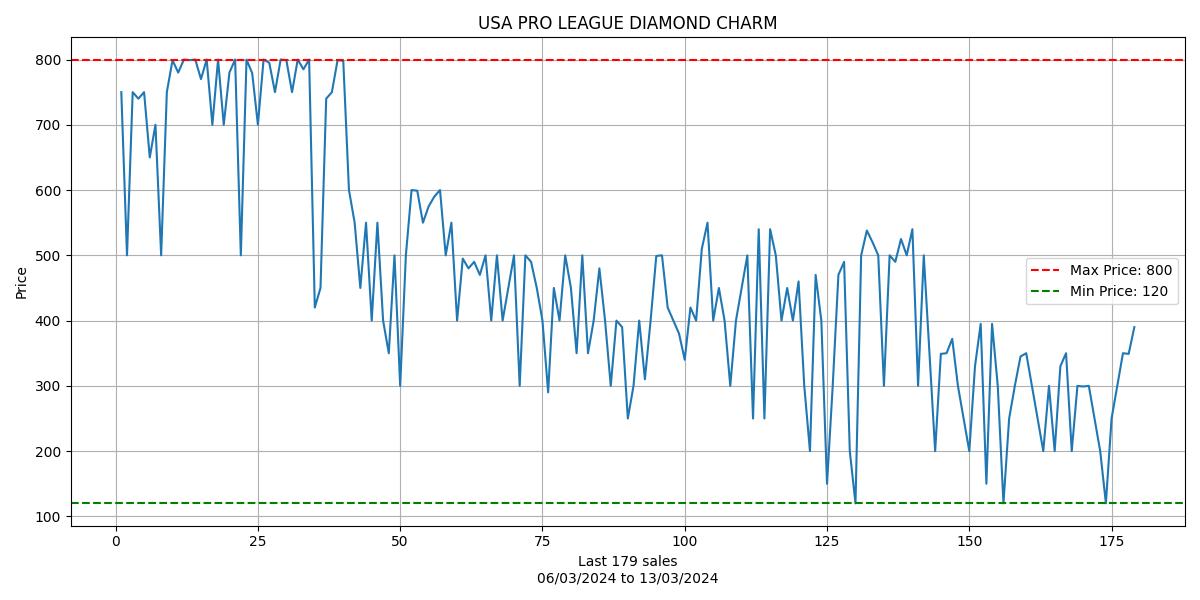 USA PRO LEAGUE DIAMOND CHARM
Price
800
700
600
500
400
300
200
100
Max Price: 800
Min Price: 120
0 25 50 75 100 125 150 175
Last 179 sales
06/03/2024 to 13/03/2024